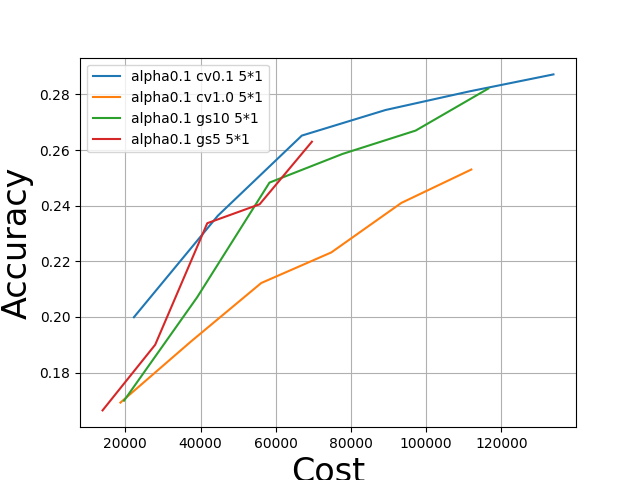 alpha0.1 cv0.1 5*1
alpha0.1 cv1.0 5*1
alpha0.1 gs10 5*1
alpha0.1 gs5 5*1
0.28
0.26
0.24
0.22
0.20
0.18
Accuracy
20000 40000 60000 80000 100000 120000
Cost